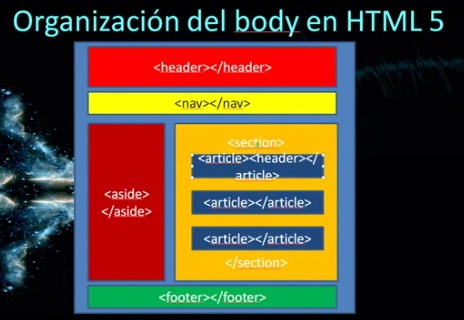 Organización del body en HTML 5
<header></header>
<nav></nav>
<aside>
</aside>
<section>
<article><header></
article>
<article></article>
<article></article>
</section>
<footer></footer>